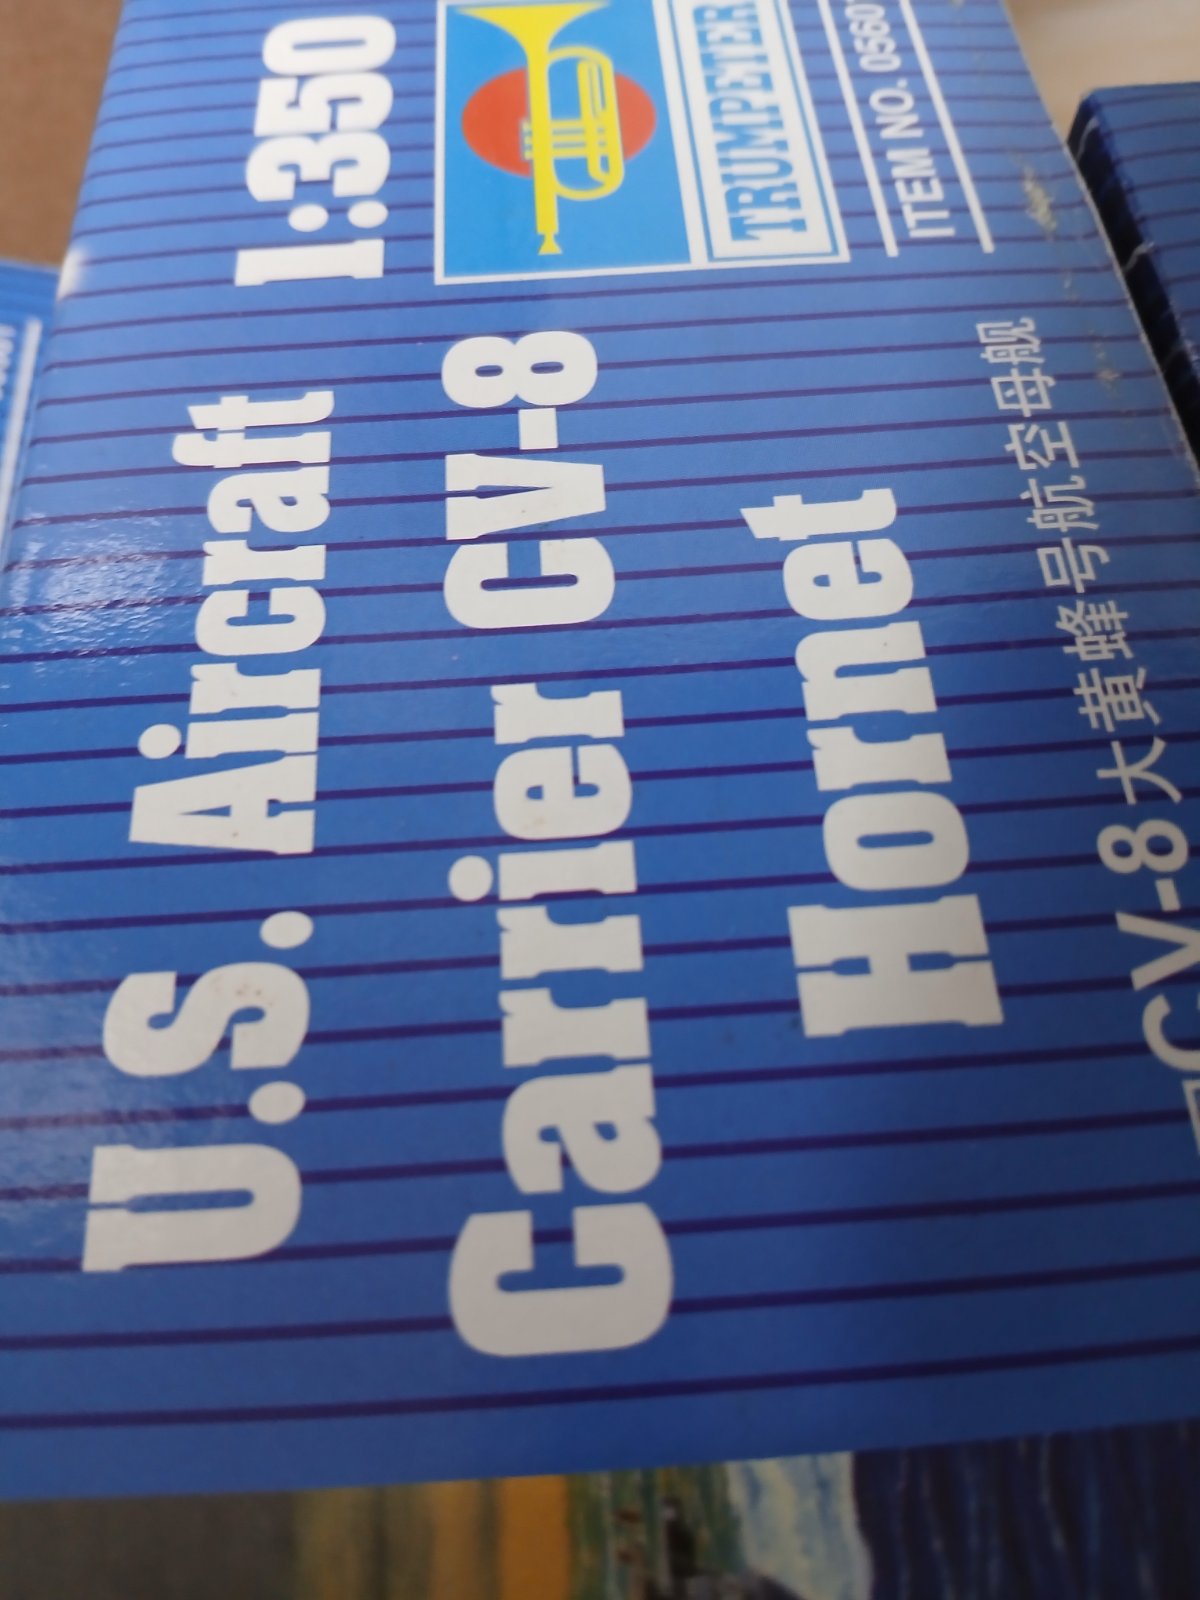 U.S. Aircraft
Carrier CV-8
Hornet
CV-8大黄蜂号航空母舰
1:350
TRUMPETER
ITEM NO. 05601